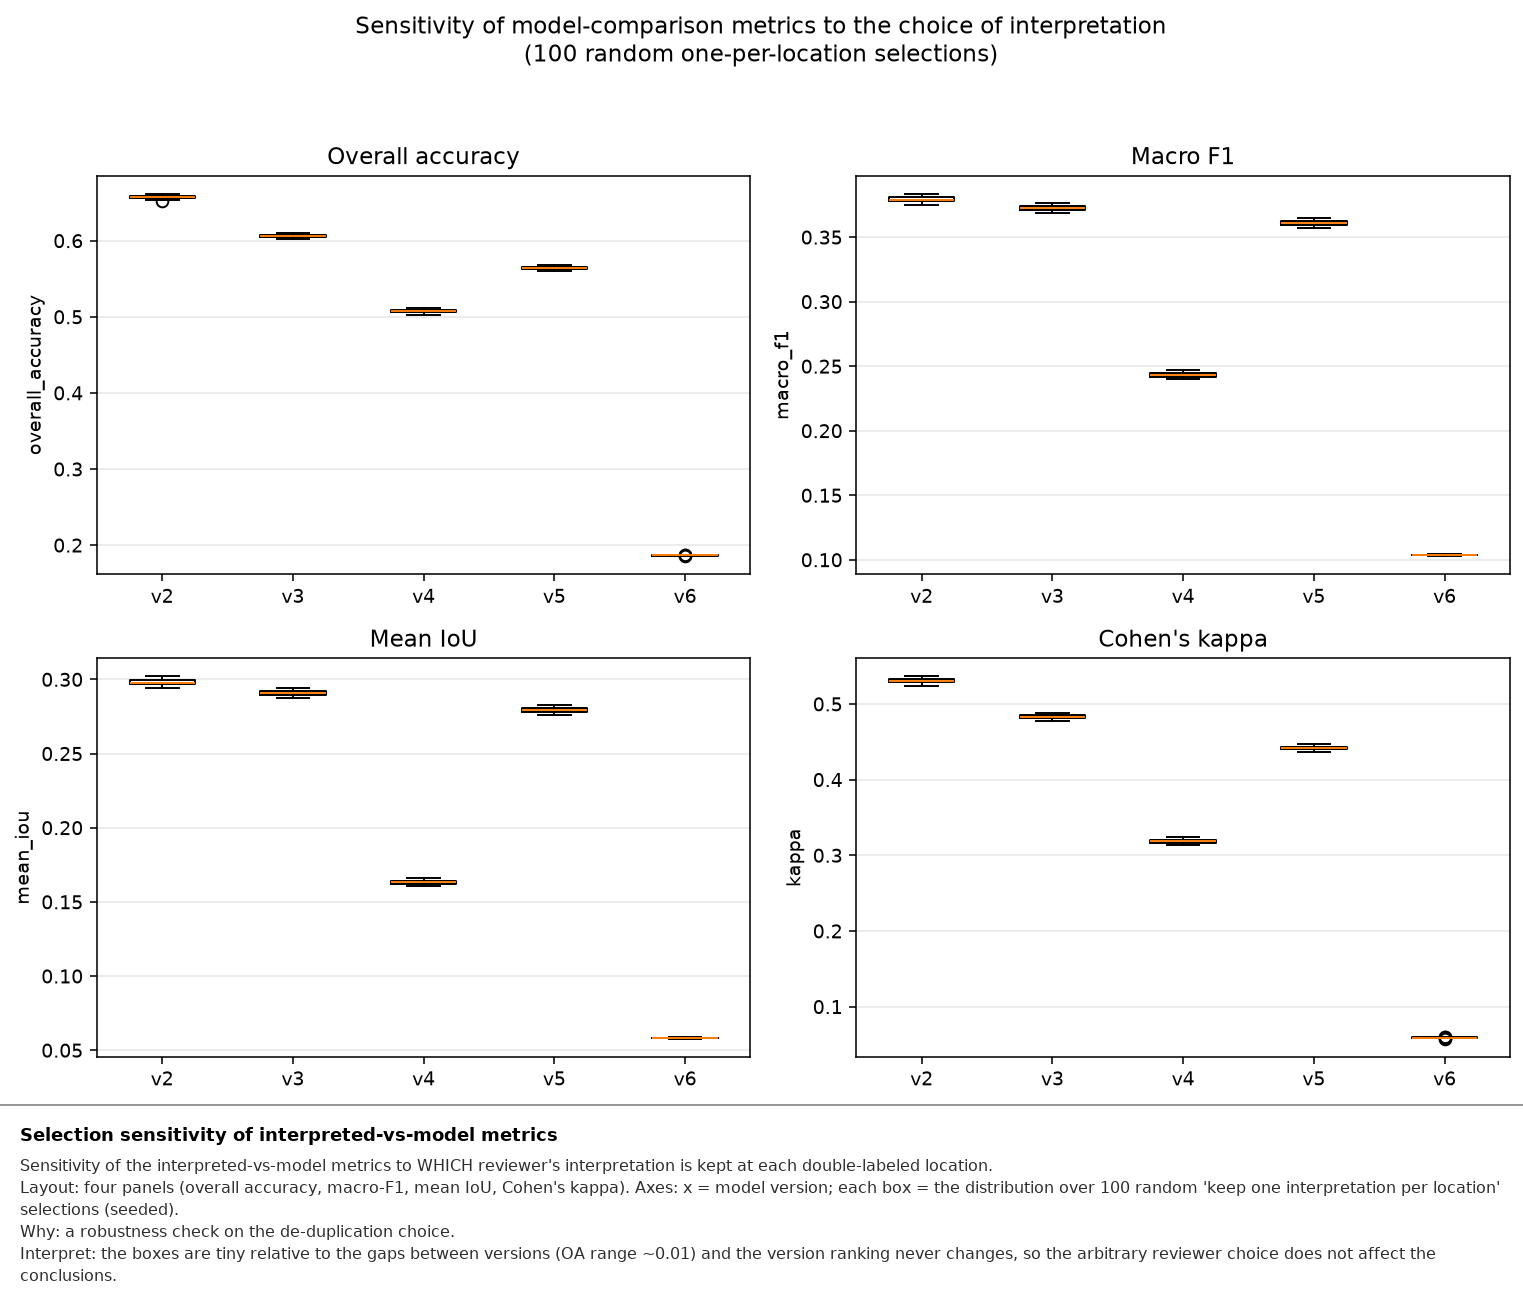 Sensitivity of model-comparison metrics to the choice of interpretation
(100 random one-per-location selections)
Overall accuracy
overall_accuracy
0.6
0.5
0.4
0.3
0.2
v2 v3 v4 v5 v6
Macro F1
macro_f1
0.35
0.30
0.25
0.20
0.15
0.10
v2 v3 v4 v5 v6
Mean IoU
mean_iou
0.30
0.25
0.20
0.15
0.10
0.05
v2 v3 v4 v5 v6
Cohen's kappa
kappa
0.5
0.4
0.3
0.2
0.1
v2 v3 v4 v5 v6
Selection sensitivity of interpreted-vs-model metrics
Sensitivity of the interpreted-vs-model metrics to WHICH reviewer's interpretation is kept at each double-labeled location.
Layout: four panels (overall accuracy, macro-F1, mean IoU, Cohen's kappa). Axes: x = model version; each box = the distribution over 100 random 'keep one interpretation per location'
selections (seeded).
Why: a robustness check on the de-duplication choice.
Interpret: the boxes are tiny relative to the gaps between versions (OA range ~0.01) and the version ranking never changes, so the arbitrary reviewer choice does not affect the
conclusions.